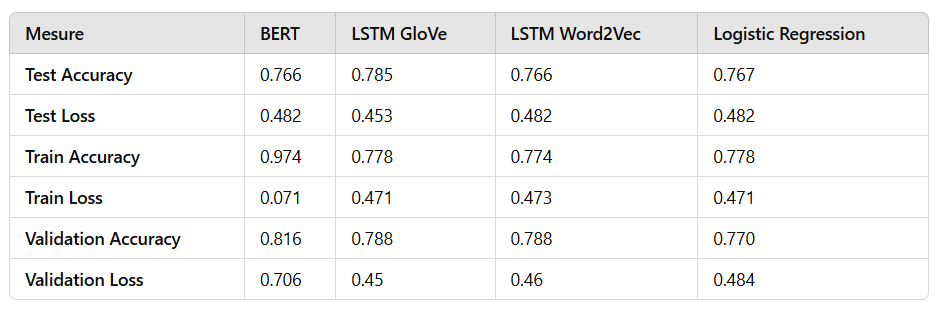 Mesure BERT LSTM GloVe LSTM Word2Vec Logistic Regression
Test Accuracy 0.766 0.785 0.766 0.767
Test Loss 0.482 0.453 0.482 0.482
Train Accuracy 0.974 0.778 0.774 0.778
Train Loss 0.071 0.471 0.473 0.471
Validation Accuracy 0.816 0.788 0.788 0.770
Validation Loss 0.706 0.45 0.46 0.484